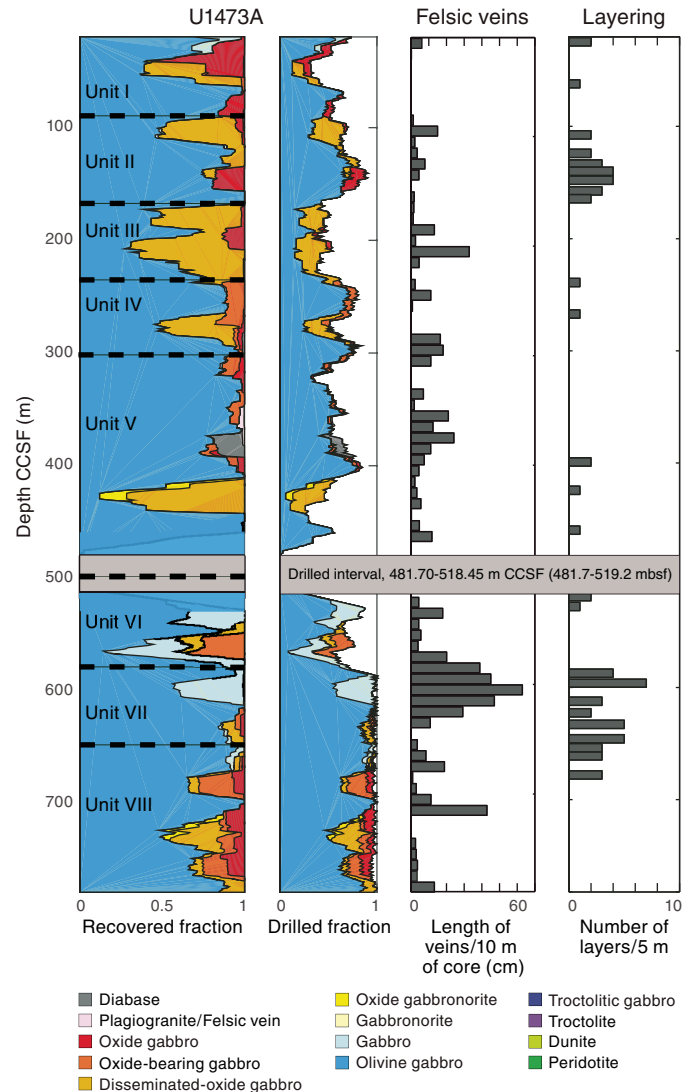 U1473A
Felsic veins
Layering
Unit I
100
Unit II
200
Unit III
Unit IV
300
Unit V
400
Depth CCSF (m)
500
Drilled interval, 481.70-518.45 m CCSF (481.7-519.2 mbsf)
Unit VI
600
Unit VII
700
Unit VIII
0 0.5 1
0 1
0 60
0 10
Recovered fraction
Drilled fraction
Length of
veins/10 m
of core (cm)
Number of
layers/5 m
Diabase
Plagiogranite/Felsic vein
Oxide gabbro
Oxide-bearing gabbro
Disseminated-oxide gabbro
Oxide gabbronorite
Gabbronorite
Gabbro
Olivine gabbro
Troctolitic gabbro
Troctolite
Dunite
Peridotite